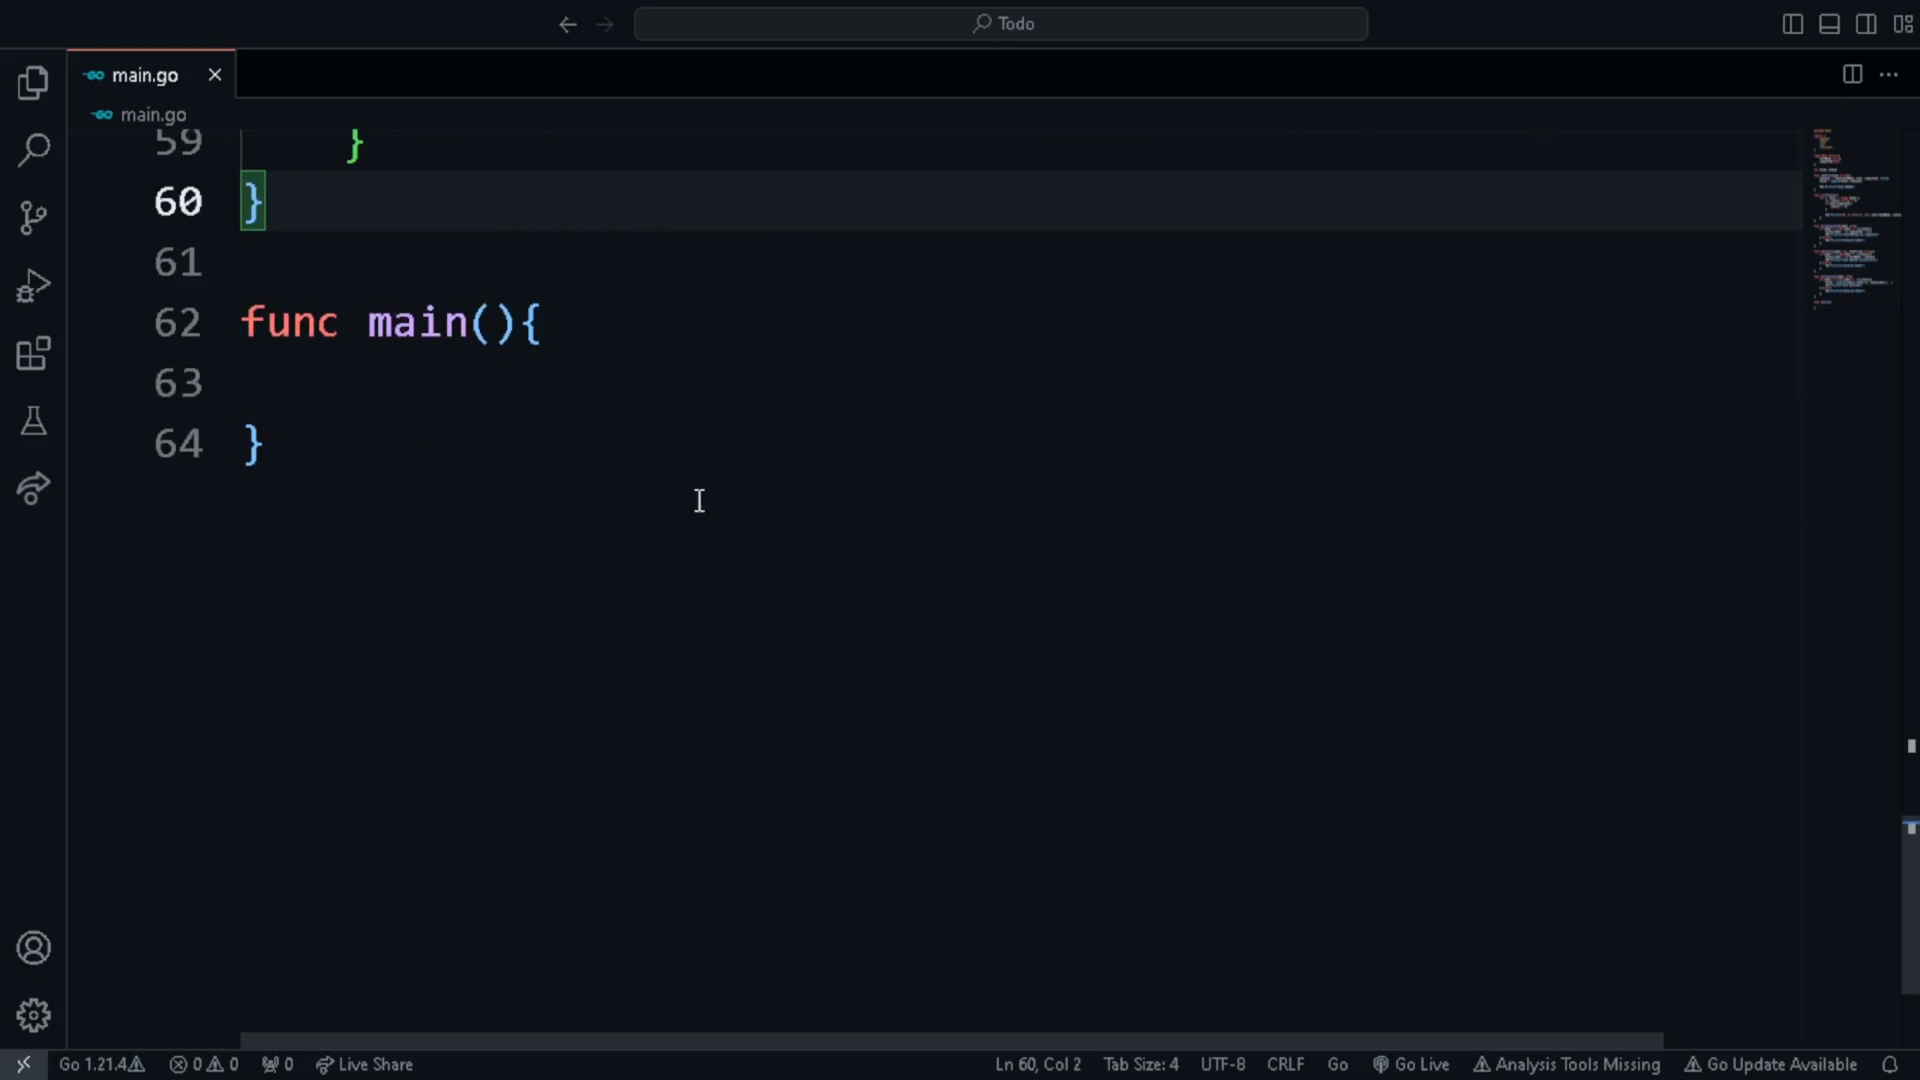 Todo
main.go
main.go
59 }
60 }
61
62 func main(){
63
64 }
Go 1.21.4 0 0 0 Live Share Ln 60, Col 2 Tab Size: 4 UTF-8 CRLF Go Go Live Analysis Tools Missing Go Update Available